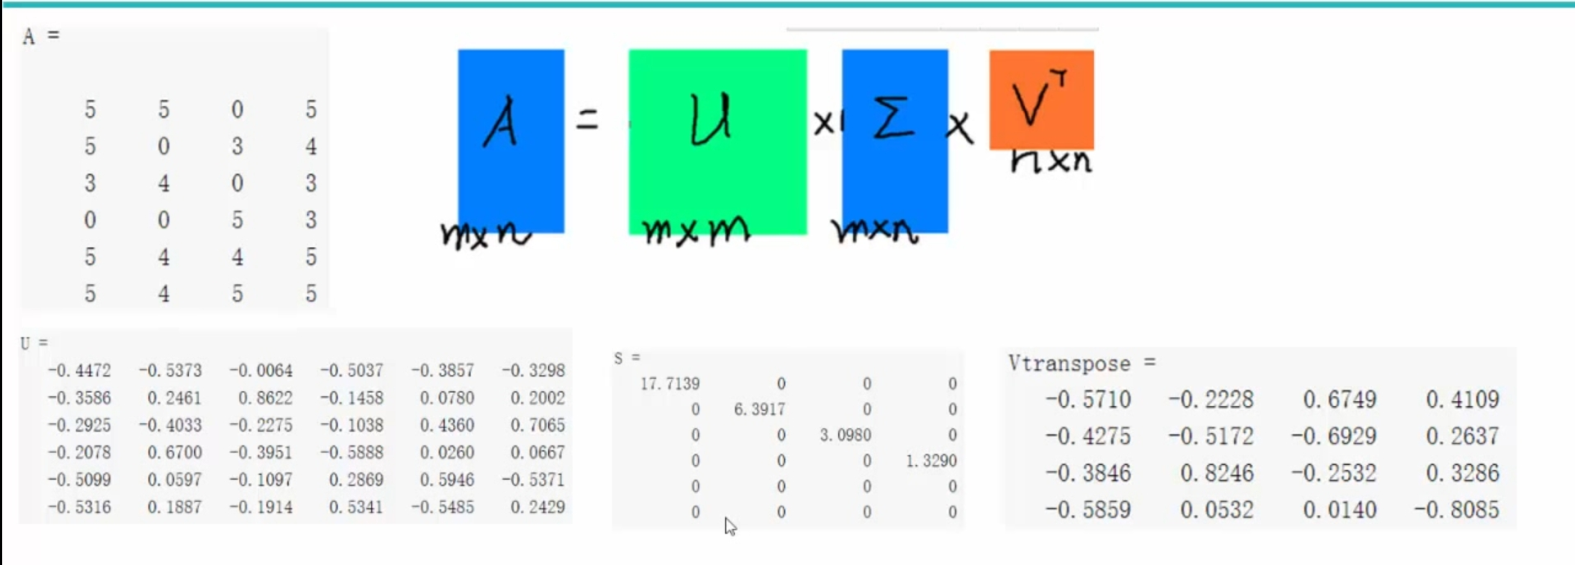 A =
5 5 0 5
5 0 3 4
3 4 0 3
0 0 5 3
5 4 4 5
5 4 5 5
A = U × Σ × Vᵀ
m×n m×m m×n n×n
U =
-0.4472 -0.5373 -0.0064 -0.5037 -0.3857 -0.3298
-0.3586 0.2461 0.8622 -0.1458 0.0780 0.2002
-0.2925 -0.4033 -0.2275 -0.1038 0.4360 0.7065
-0.2078 0.6700 -0.3951 -0.5888 0.0260 0.0667
-0.5099 0.0597 -0.1097 0.2869 0.5946 -0.5371
-0.5316 0.1887 -0.1914 0.5341 -0.5485 0.2429
S =
17.7139 0 0 0
0 6.3917 0 0
0 0 3.0980 0
0 0 0 1.3290
0 0 0 0
0 0 0 0
Vtranspose =
-0.5710 -0.2228 0.6749 0.4109
-0.4275 -0.5172 -0.6929 0.2637
-0.3846 0.8246 -0.2532 0.3286
-0.5859 0.0532 0.0140 -0.8085